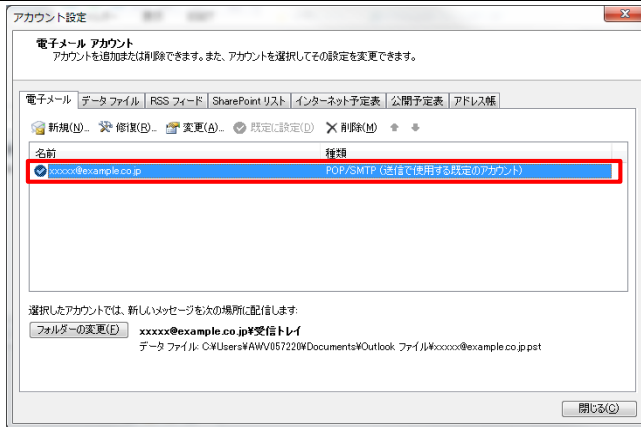 アカウント設定
電子メール アカウント
アカウントを追加または削除できます。また、アカウントを選択してその設定を変更できます。
電子メール データ ファイル RSS フィード SharePoint リスト インターネット予定表 公開予定表 アドレス帳
新規(N)... 修復(R)... 変更(A)... 既定に設定(D) 削除(M)
名前 種類
xxxxx@example.co.jp POP/SMTP (送信で使用する既定のアカウント)
選択したアカウントでは、新しいメッセージを次の場所に配信します:
フォルダーの変更(F) xxxxx@example.co.jp¥受信トレイ
データ ファイル: C:¥Users¥AWV057220¥Documents¥Outlook ファイル¥xxxxx@example.co.jp.pst
閉じる(C)